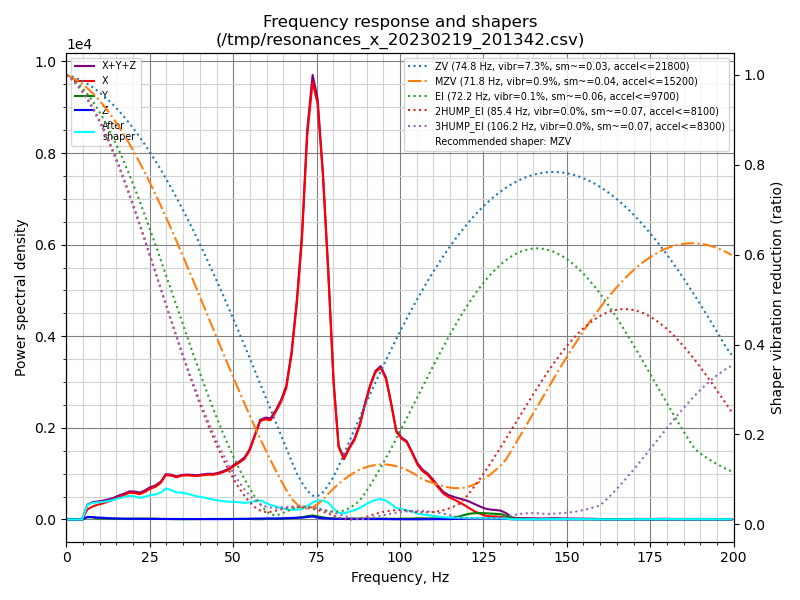 Frequency response and shapers
(/tmp/resonances_x_20230219_201342.csv)
1e4
X+Y+Z
X
Y
Z
After
shaper
ZV (74.8 Hz, vibr=7.3%, sm~=0.03, accel<=21800)
MZV (71.8 Hz, vibr=0.9%, sm~=0.04, accel<=15200)
EI (72.2 Hz, vibr=0.1%, sm~=0.06, accel<=9700)
2HUMP_EI (85.4 Hz, vibr=0.0%, sm~=0.07, accel<=8100)
3HUMP_EI (106.2 Hz, vibr=0.0%, sm~=0.07, accel<=8300)
Recommended shaper: MZV
1.0
0.8
0.6
0.4
0.2
0.0
Power spectral density
1.0
0.8
0.6
0.4
0.2
0.0
Shaper vibration reduction (ratio)
0 25 50 75 100 125 150 175 200
Frequency, Hz